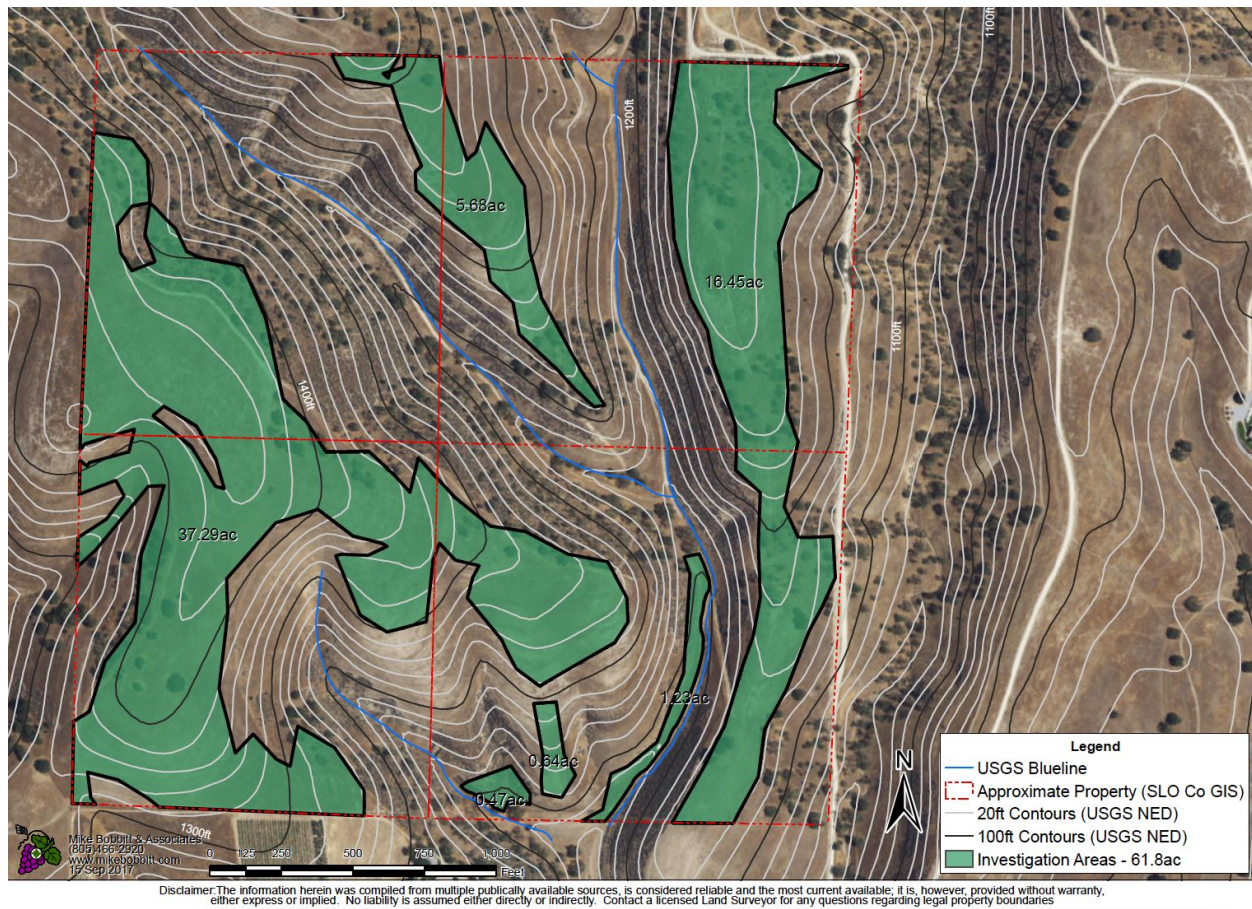 1100ft
1200ft
5.68ac
16.45ac
1100ft
1400ft
37.29ac
1.23ac
0.64ac
0.47ac
1300ft
N
Legend
USGS Blueline
Approximate Property (SLO Co GIS)
20ft Contours (USGS NED)
100ft Contours (USGS NED)
Investigation Areas - 61.8ac
Mike Bobbitt & Associates
(805)466-2920
www.mikebobbitt.com
15 Sep 2017
0 125 250 500 750 1,000
Feet
Disclaimer:The information herein was compiled from multiple publically available sources, is considered reliable and the most current available; it is, however, provided without warranty,
either express or implied. No liability is assumed either directly or indirectly. Contact a licensed Land Surveyor for any questions regarding legal property boundaries